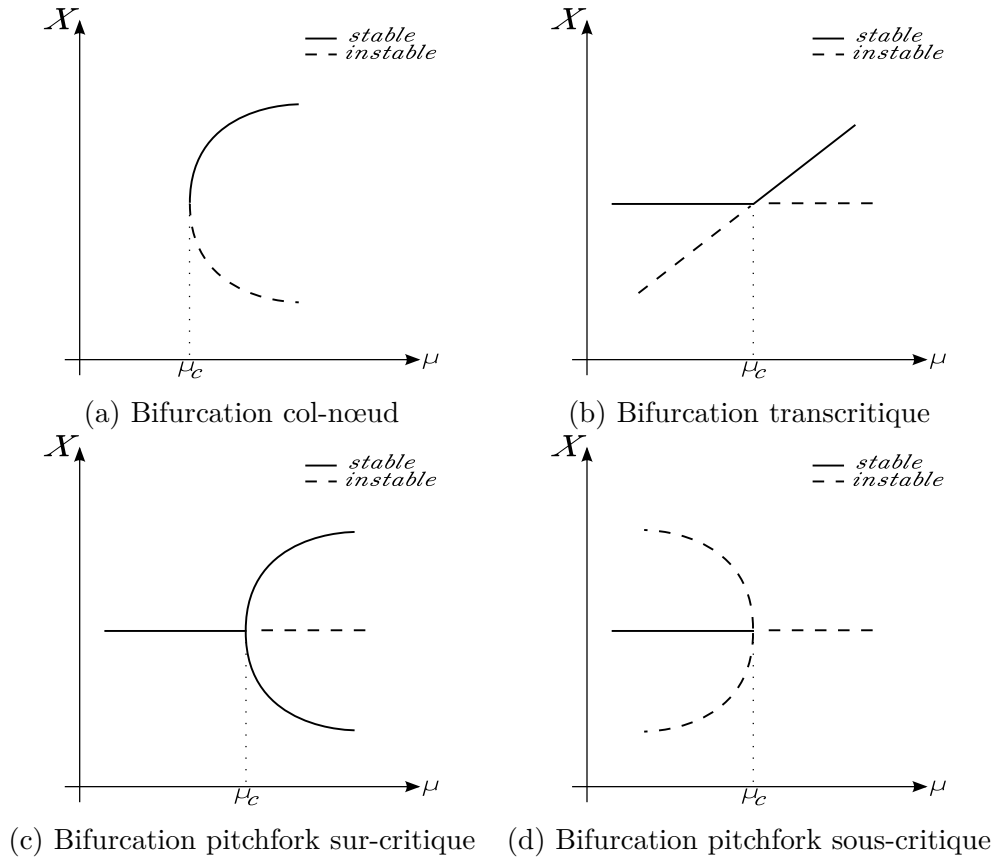 X
stable
instable
μ
μc
(a) Bifurcation col-nœud
X
stable
instable
μ
μc
(b) Bifurcation transcritique
X
stable
instable
μ
μc
(c) Bifurcation pitchfork sur-critique
X
stable
instable
μ
μc
(d) Bifurcation pitchfork sous-critique